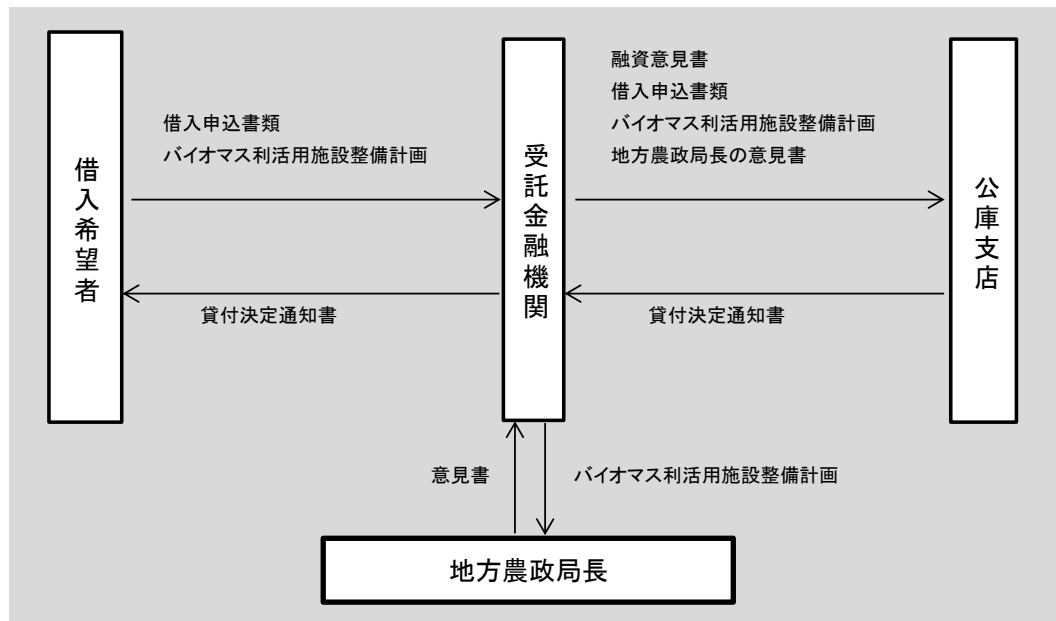 融資意見書
借入申込書類
バイオマス利活用施設整備計画
地方農政局長の意見書
借入申込書類
バイオマス利活用施設整備計画
借入希望者
受託金融機関
公庫支店
貸付決定通知書
貸付決定通知書
意見書
バイオマス利活用施設整備計画
地方農政局長